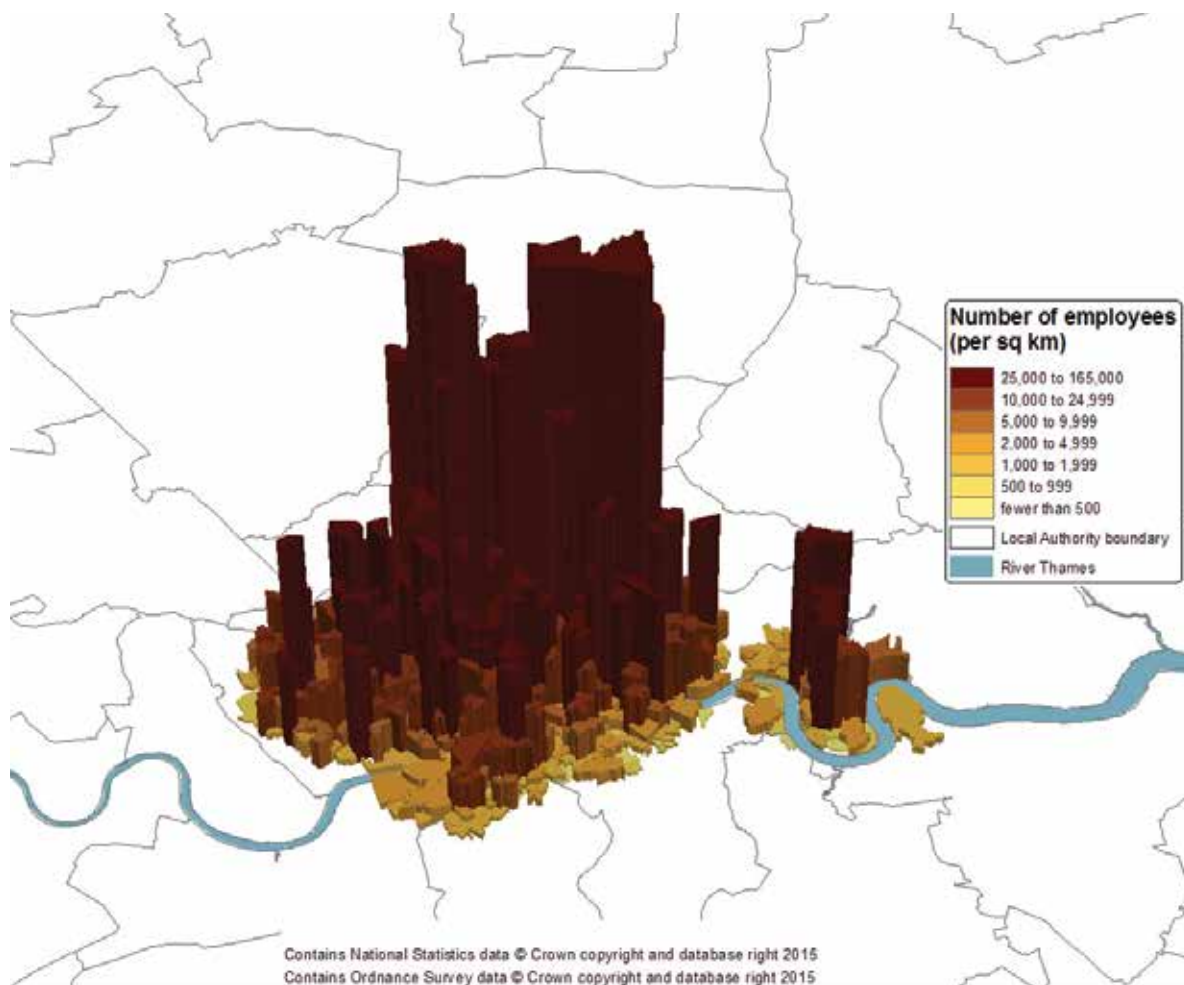 Number of employees
(per sq km)
25,000 to 165,000
10,000 to 24,999
5,000 to 9,999
2,000 to 4,999
1,000 to 1,999
500 to 999
fewer than 500
Local Authority boundary
River Thames
Contains National Statistics data © Crown copyright and database right 2015
Contains Ordnance Survey data © Crown copyright and database right 2015